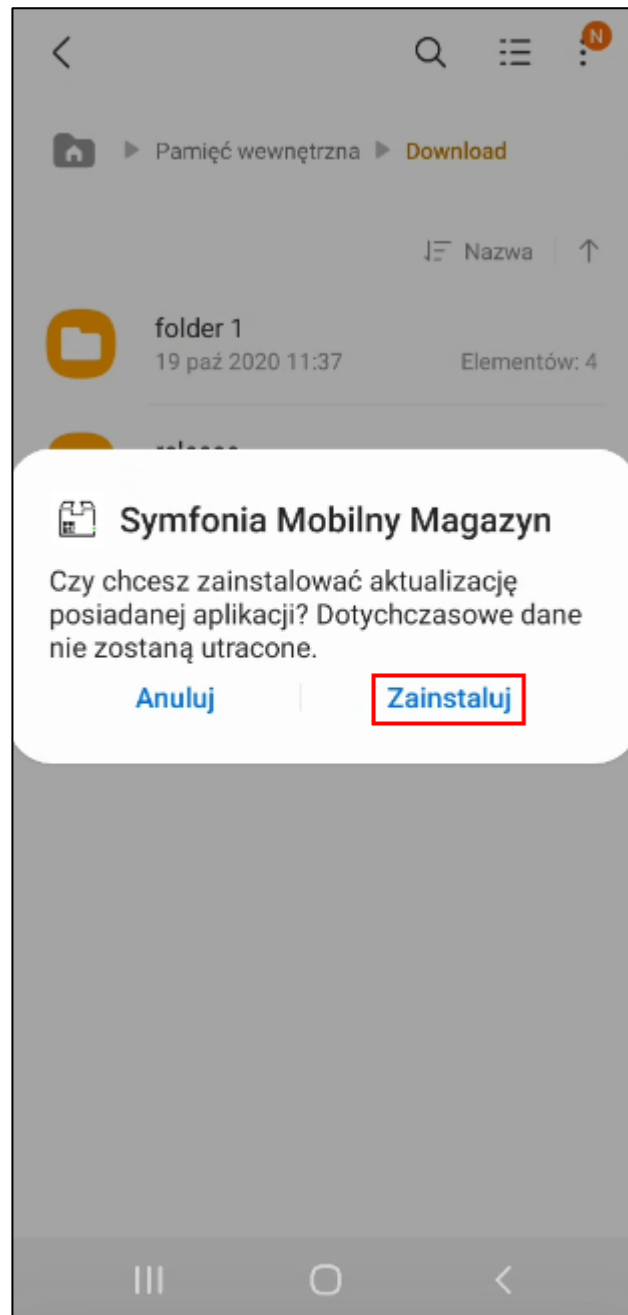 N
Pamięć wewnętrzna Download
Nazwa
folder 1
19 paź 2020 11:37 Elementów: 4
Symfonia Mobilny Magazyn
Czy chcesz zainstalować aktualizację
posiadanej aplikacji? Dotychczasowe dane
nie zostaną utracone.
Anuluj Zainstaluj